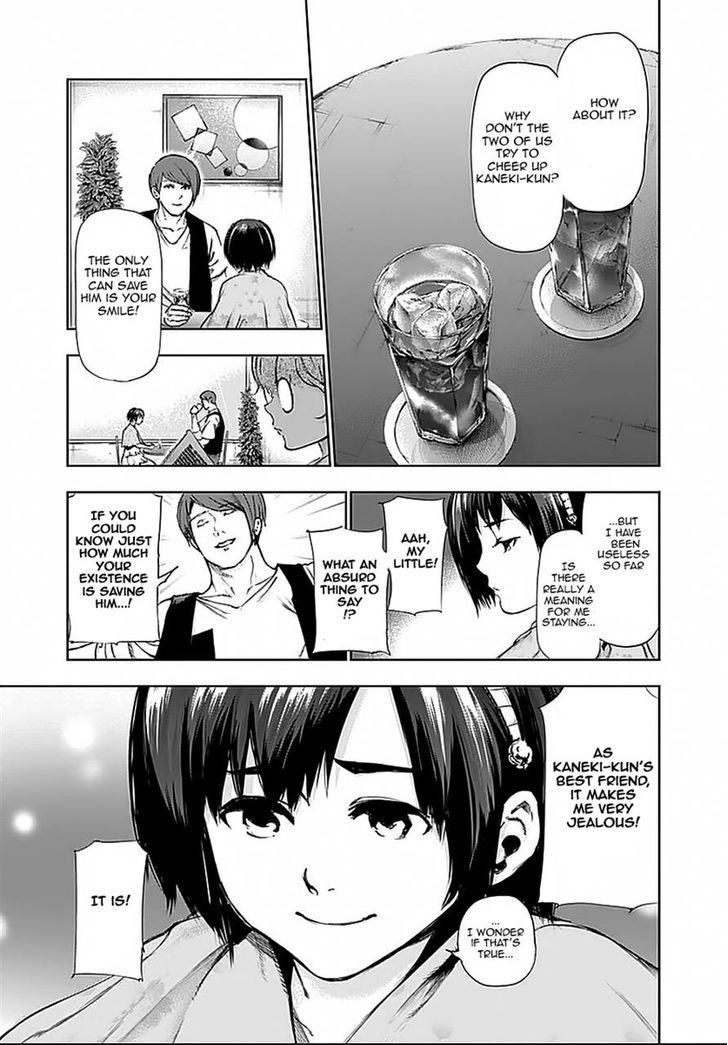 HOW
ABOUT IT?
WHY
DON'T THE
TWO OF US
TRY TO
CHEER UP
KANEKI-KUN?
THE ONLY
THING THAT
CAN SAVE
HIM IS YOUR
SMILE!
...BUT
I HAVE
BEEN
USELESS
SO FAR
IS
THERE
REALLY A
MEANING
FOR ME
STAYING...
AAH,
MY
LITTLE!
WHAT AN
ABSURD
THING TO
SAY
!?
IF YOU
COULD
KNOW JUST
HOW MUCH
YOUR
EXISTENCE
IS SAVING
HIM...!
AS
KANEKI-KUN'S
BEST FRIEND,
IT MAKES
ME VERY
JEALOUS!
...
I WONDER
IF THAT'S
TRUE...
IT IS!